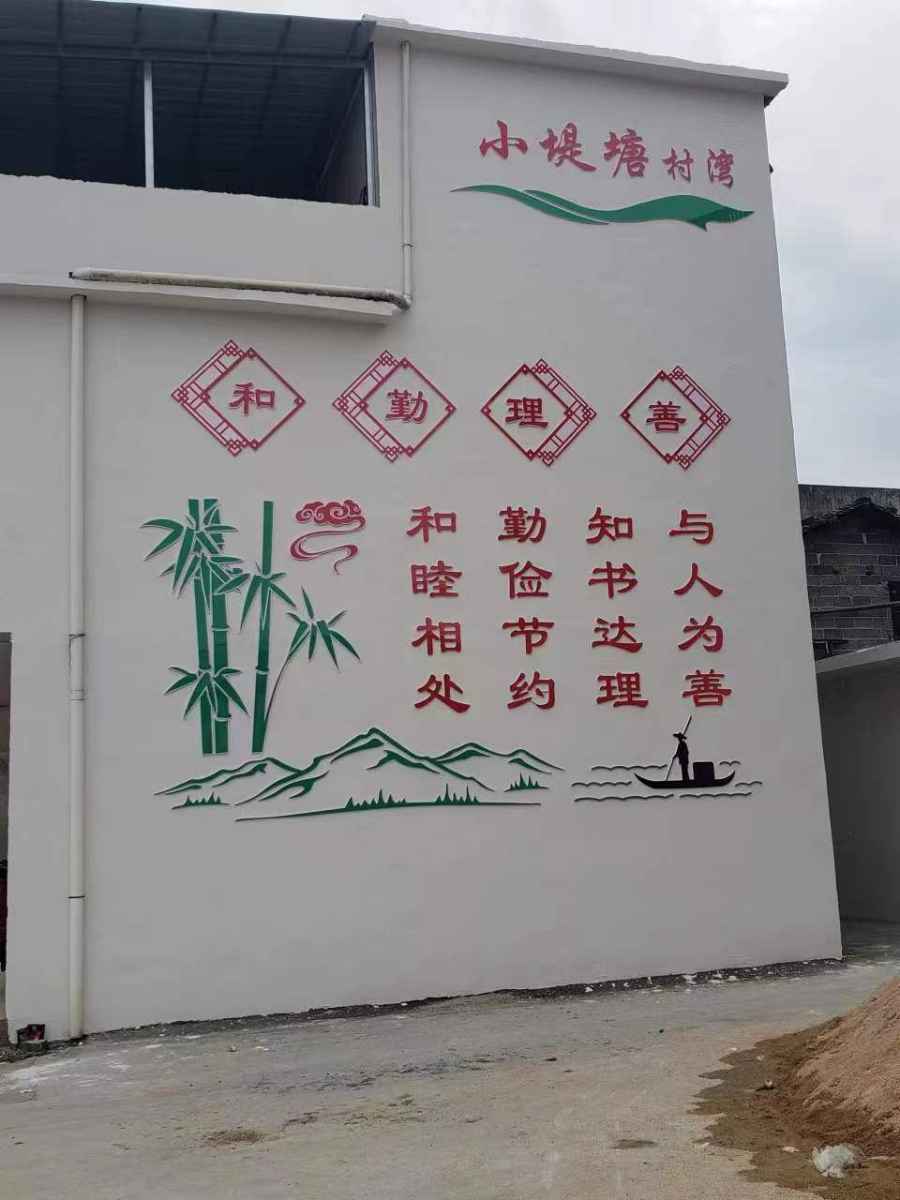 小堤塘村湾
和 勤 理 善
和睦相处
勤俭节约
知书达理
与人为善